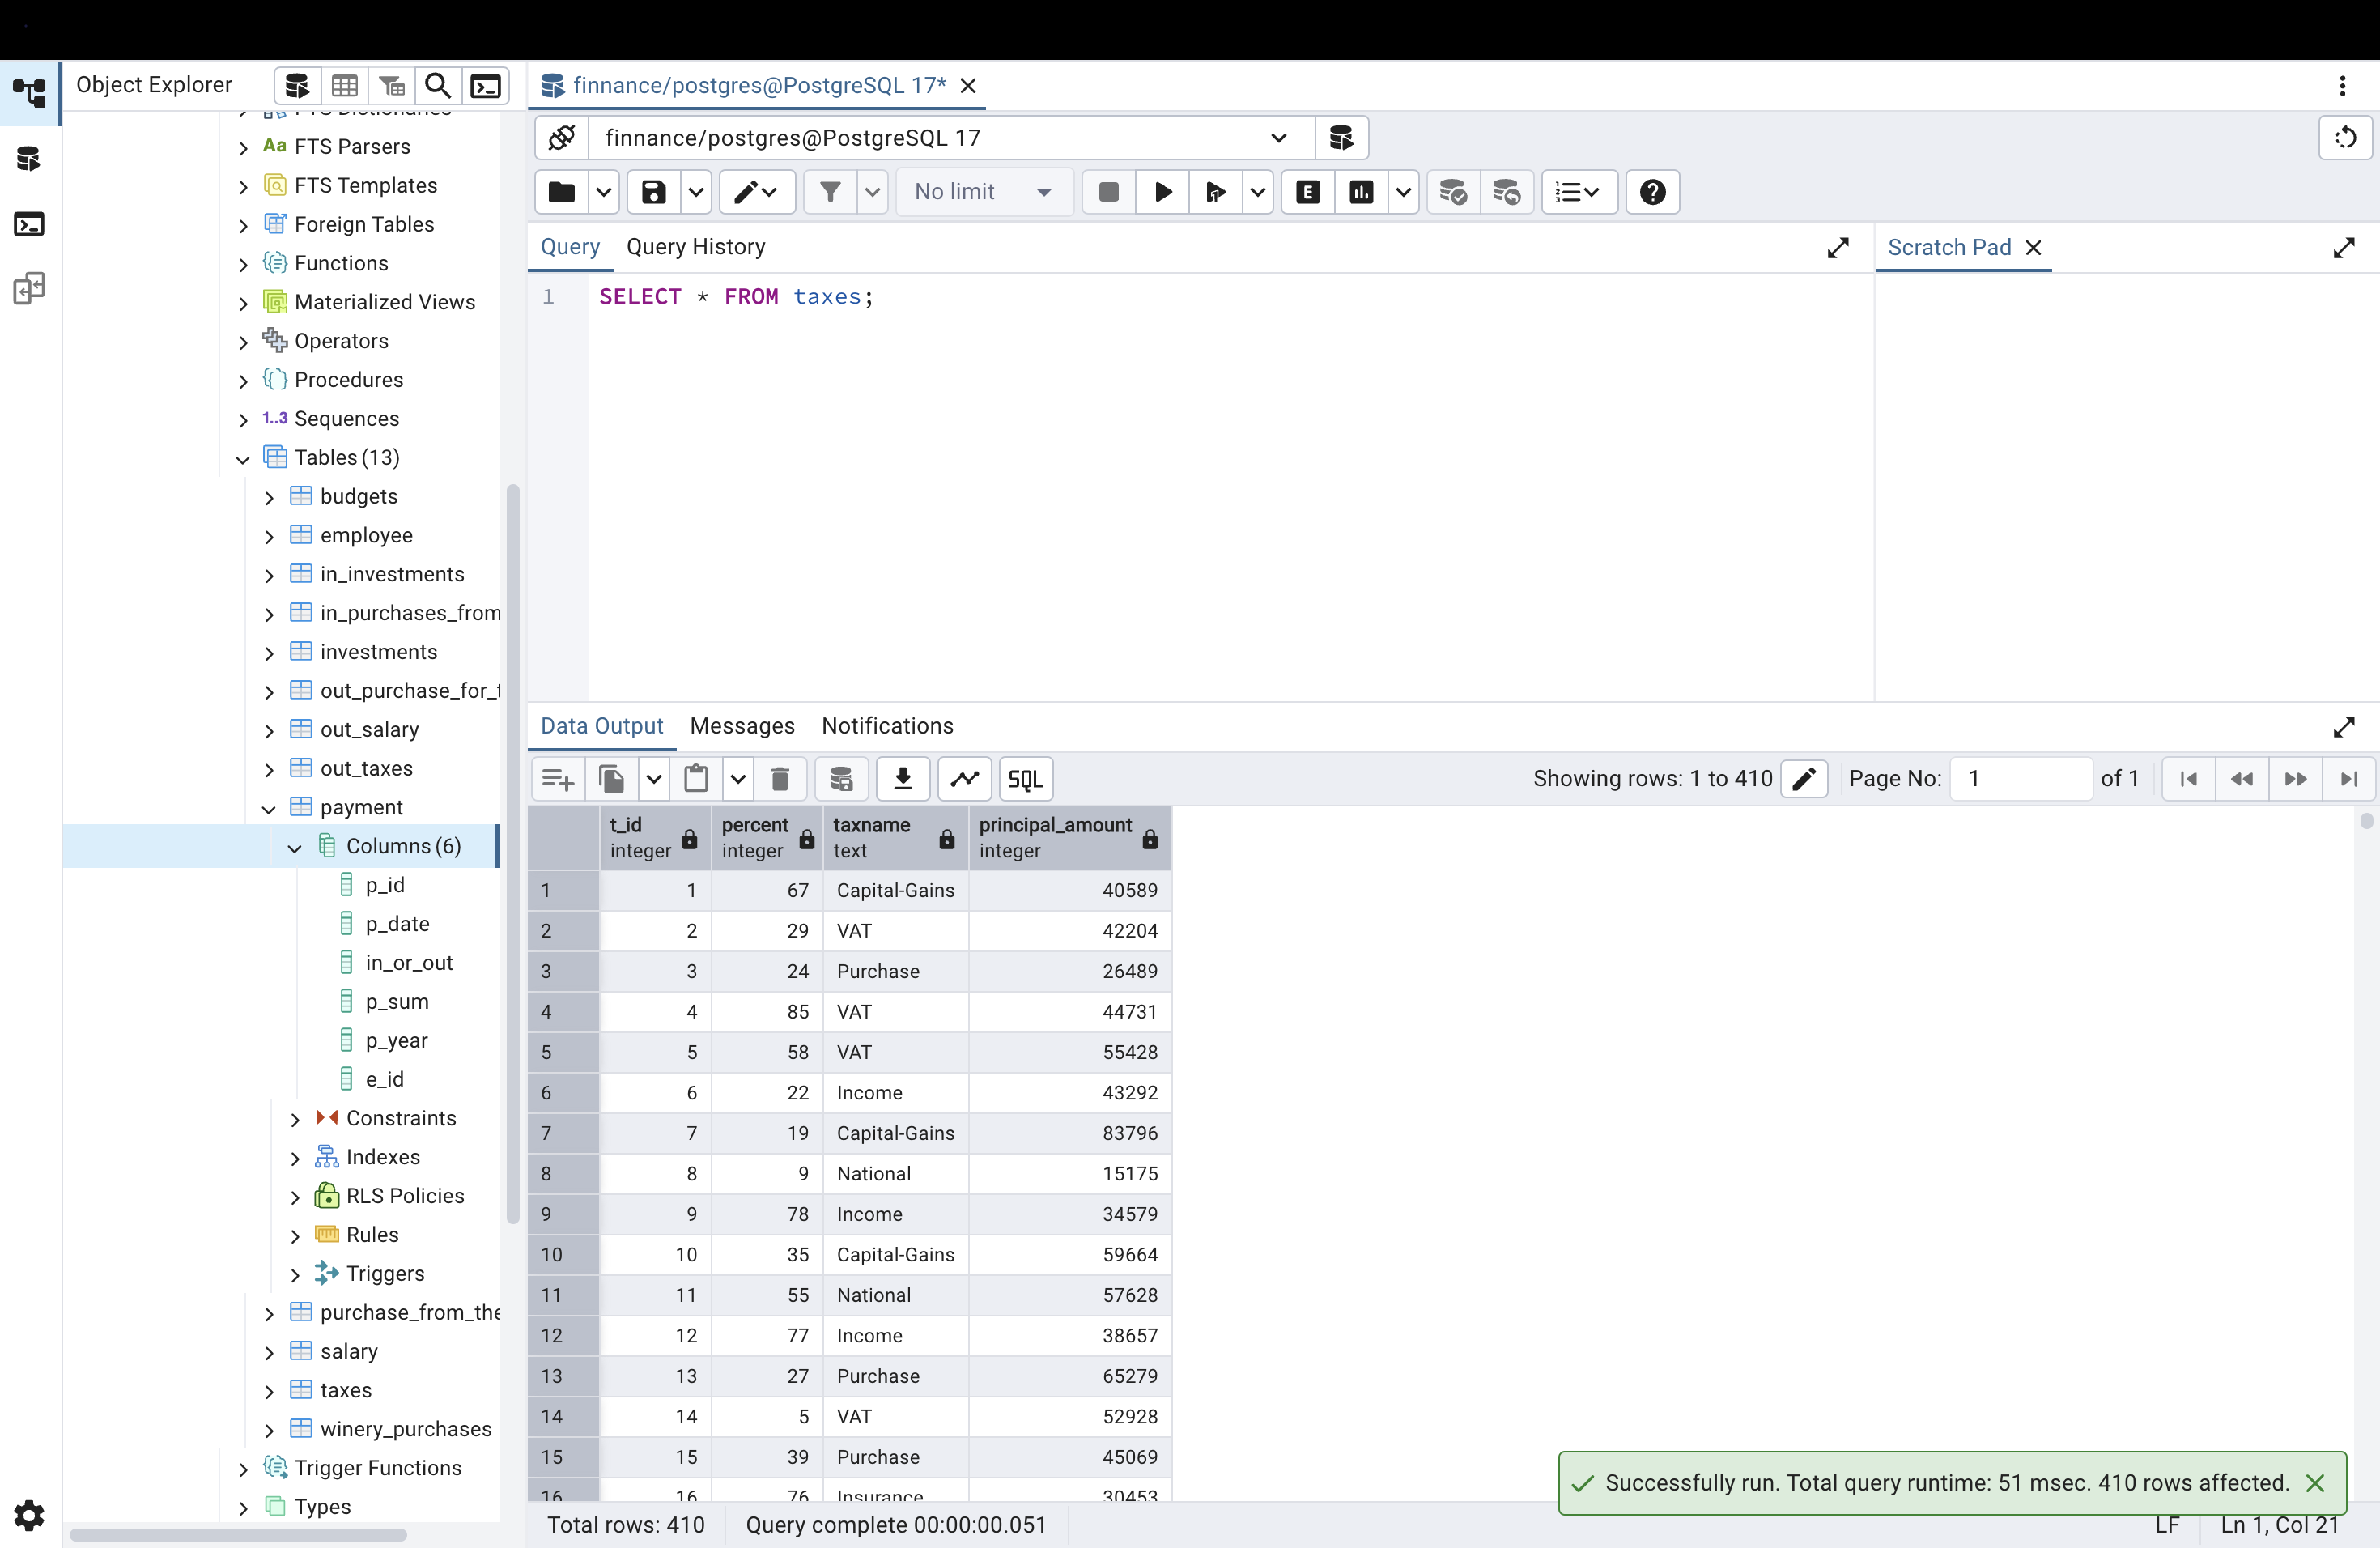 Object Explorer
finnance/postgres@PostgreSQL 17*
finnance/postgres@PostgreSQL 17
No limit
E
Query
Query History
Scratch Pad
1 SELECT * FROM taxes;
FTS Dictionaries
Aa FTS Parsers
FTS Templates
Foreign Tables
Functions
Materialized Views
Operators
Procedures
1..3 Sequences
Tables (13)
budgets
employee
in_investments
in_purchases_from
investments
out_purchase_for_t
out_salary
out_taxes
payment
Columns (6)
p_id
p_date
in_or_out
p_sum
p_year
e_id
Constraints
Indexes
RLS Policies
Rules
Triggers
purchase_from_the
salary
taxes
winery_purchases
Trigger Functions
Types
Data Output
Messages
Notifications
SQL
Showing rows: 1 to 410
Page No: 1 of 1
t_id percent taxname principal_amount
integer integer text integer
1 1 67 Capital-Gains 40589
2 2 29 VAT 42204
3 3 24 Purchase 26489
4 4 85 VAT 44731
5 5 58 VAT 55428
6 6 22 Income 43292
7 7 19 Capital-Gains 83796
8 8 9 National 15175
9 9 78 Income 34579
10 10 35 Capital-Gains 59664
11 11 55 National 57628
12 12 77 Income 38657
13 13 27 Purchase 65279
14 14 5 VAT 52928
15 15 39 Purchase 45069
16 16 76 Insurance 30453
Successfully run. Total query runtime: 51 msec. 410 rows affected.
Total rows: 410
Query complete 00:00:00.051
LF
Ln 1, Col 21